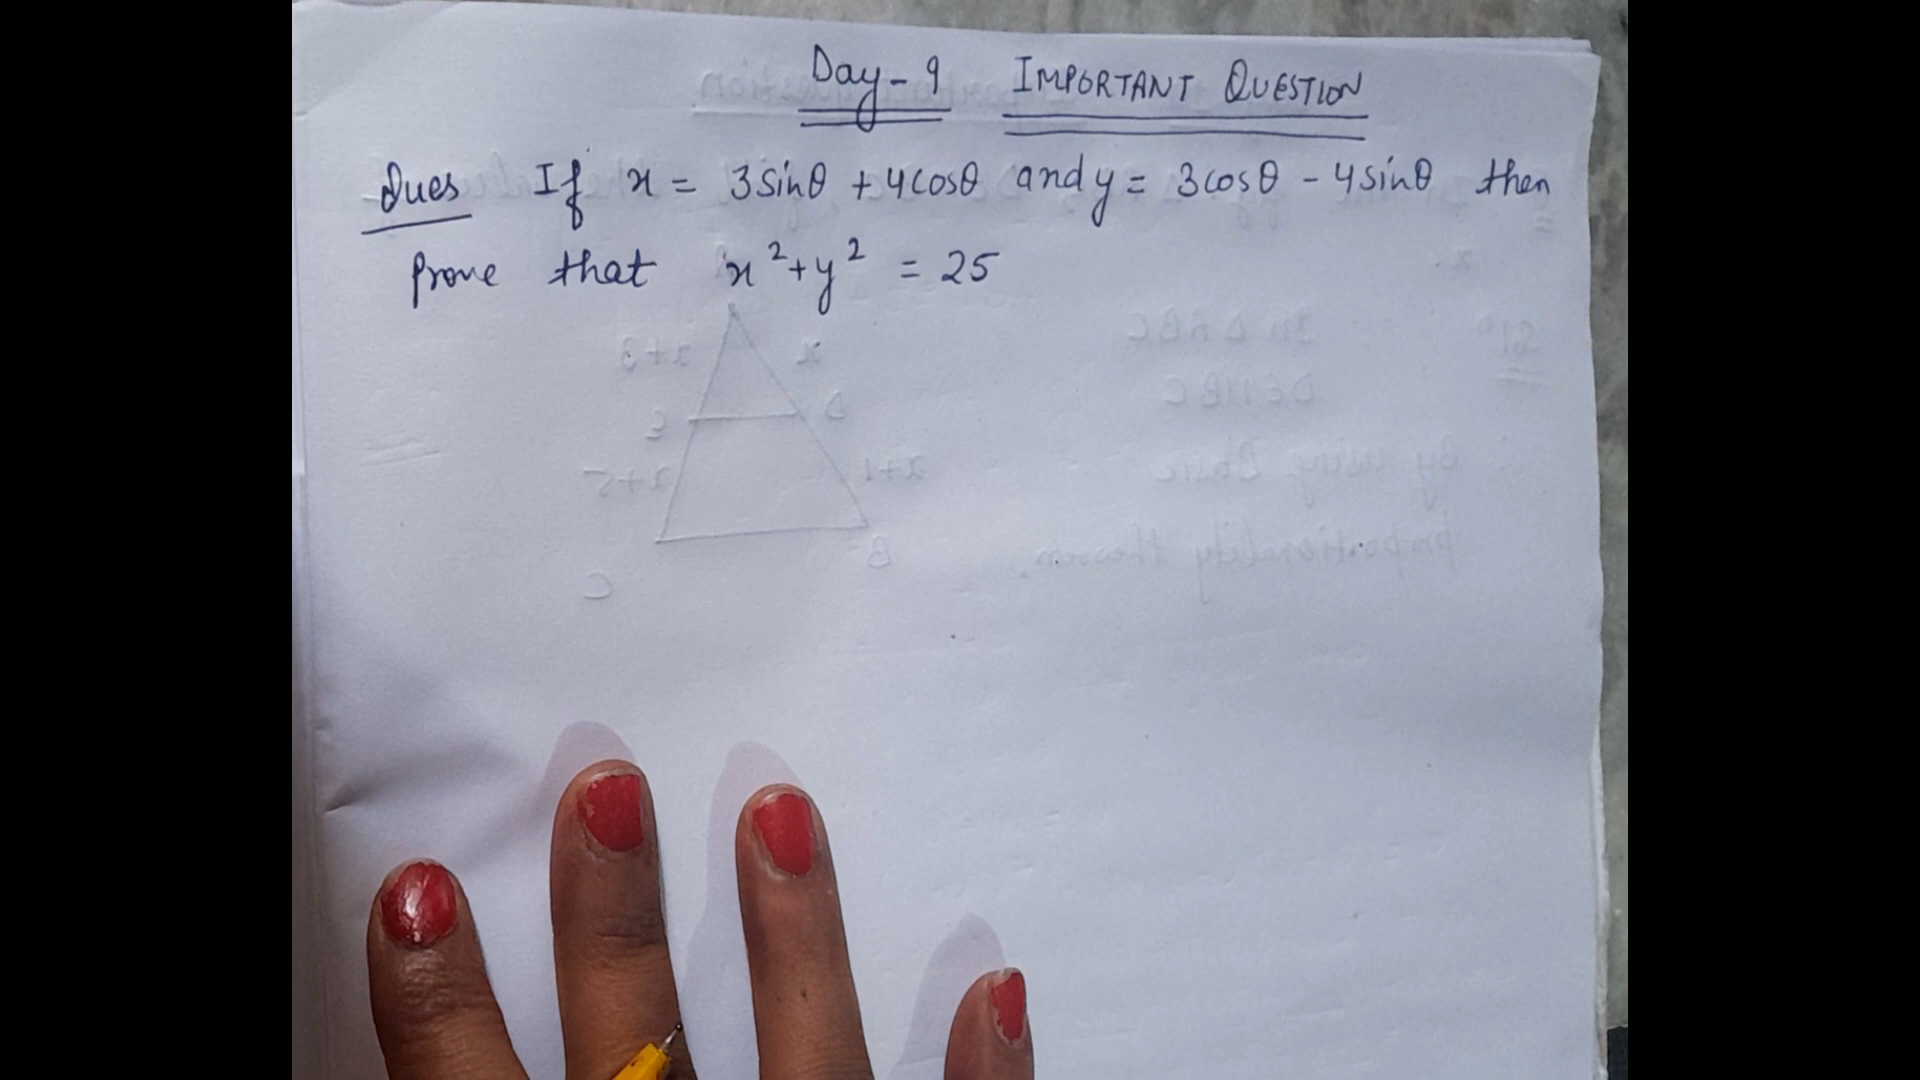 Day-9 IMPORTANT QUESTION
Ques If x = 3sinθ + 4cosθ and y = 3cosθ - 4sinθ then
prove that x²+y² = 25